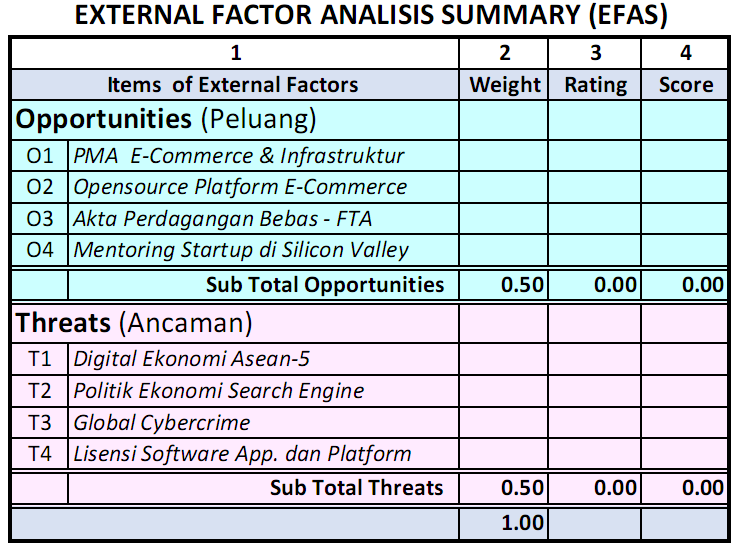 EXTERNAL FACTOR ANALISIS SUMMARY (EFAS)
1 2 3 4
Items of External Factors Weight Rating Score
Opportunities (Peluang)
O1 PMA E-Commerce & Infrastruktur
O2 Opensource Platform E-Commerce
O3 Akta Perdagangan Bebas - FTA
O4 Mentoring Startup di Silicon Valley
Sub Total Opportunities 0.50 0.00 0.00
Threats (Ancaman)
T1 Digital Ekonomi Asean-5
T2 Politik Ekonomi Search Engine
T3 Global Cybercrime
T4 Lisensi Software App. dan Platform
Sub Total Threats 0.50 0.00 0.00
1.00